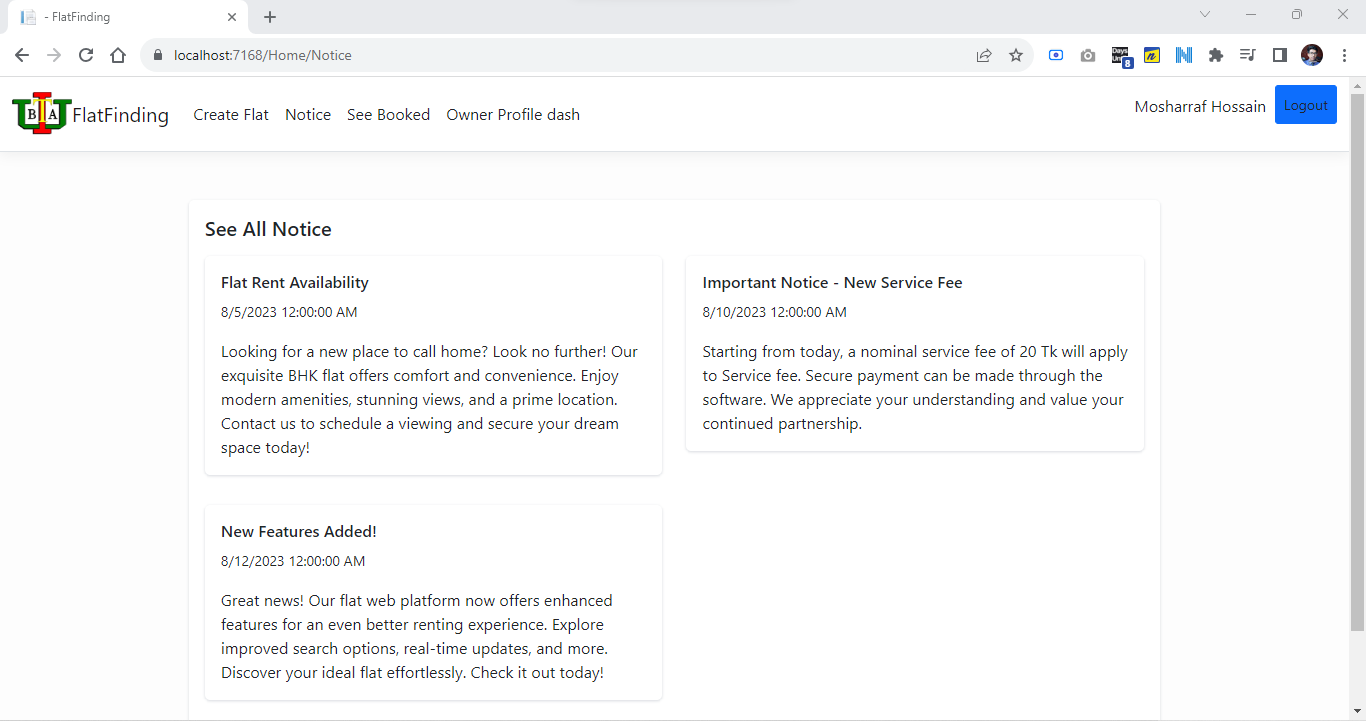 - FlatFinding
localhost:7168/Home/Notice
Days
8
BTA FlatFinding
Create Flat Notice See Booked Owner Profile dash
Mosharraf Hossain Logout
See All Notice
Flat Rent Availability
8/5/2023 12:00:00 AM
Looking for a new place to call home? Look no further! Our
exquisite BHK flat offers comfort and convenience. Enjoy
modern amenities, stunning views, and a prime location.
Contact us to schedule a viewing and secure your dream
space today!
Important Notice - New Service Fee
8/10/2023 12:00:00 AM
Starting from today, a nominal service fee of 20 Tk will apply
to Service fee. Secure payment can be made through the
software. We appreciate your understanding and value your
continued partnership.
New Features Added!
8/12/2023 12:00:00 AM
Great news! Our flat web platform now offers enhanced
features for an even better renting experience. Explore
improved search options, real-time updates, and more.
Discover your ideal flat effortlessly. Check it out today!